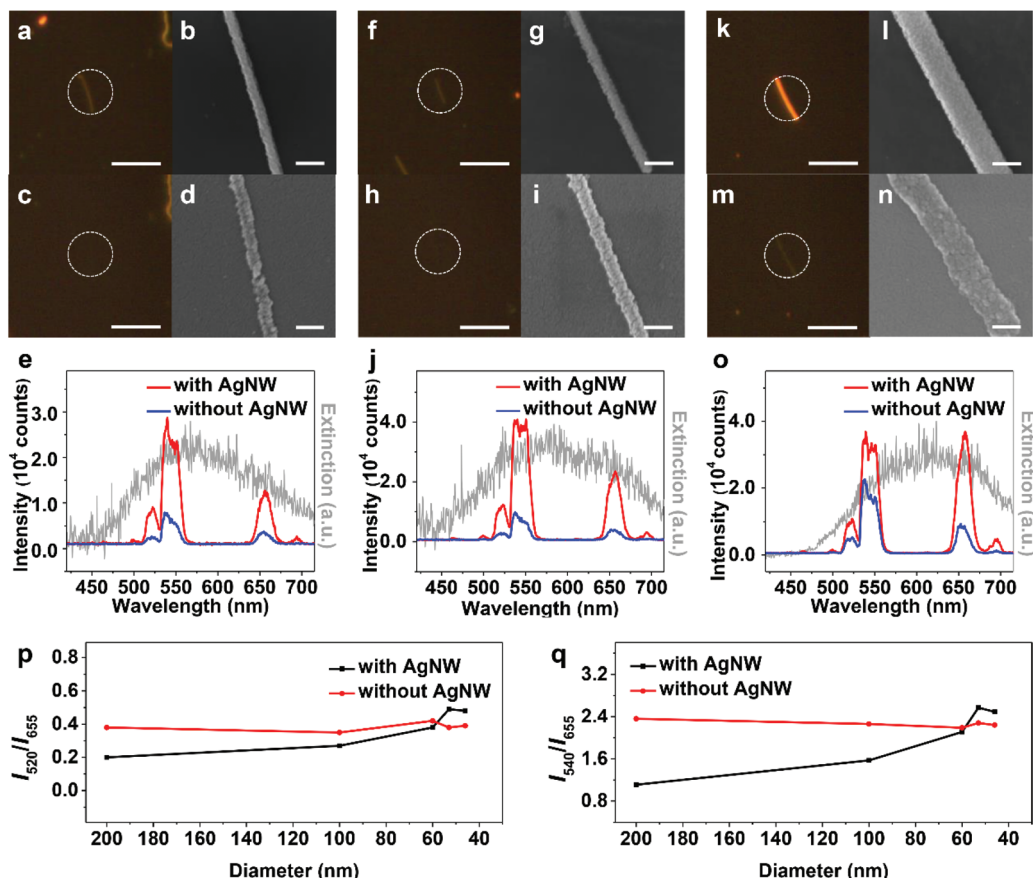 a
b
f
g
k
l
c
d
h
i
m
n
e
with AgNW
without AgNW
Intensity (10⁴ counts)
3.0
2.0
1.0
0.0
Extinction (a.u.)
450 500 550 600 650 700
Wavelength (nm)
j
with AgNW
without AgNW
Intensity (10⁴ counts)
4.0
2.0
0.0
Extinction (a.u.)
450 500 550 600 650 700
Wavelength (nm)
o
with AgNW
without AgNW
Intensity (10⁴ counts)
4.0
2.0
0.0
Extinction (a.u.)
450 500 550 600 650 700
Wavelength (nm)
p
with AgNW
without AgNW
I₅₂₀/I₆₅₅
0.8
0.6
0.4
0.2
0.0
200 180 160 140 120 100 80 60 40
Diameter (nm)
q
with AgNW
without AgNW
I₅₄₀/I₆₅₅
3.2
2.4
1.6
0.8
200 180 160 140 120 100 80 60 40
Diameter (nm)